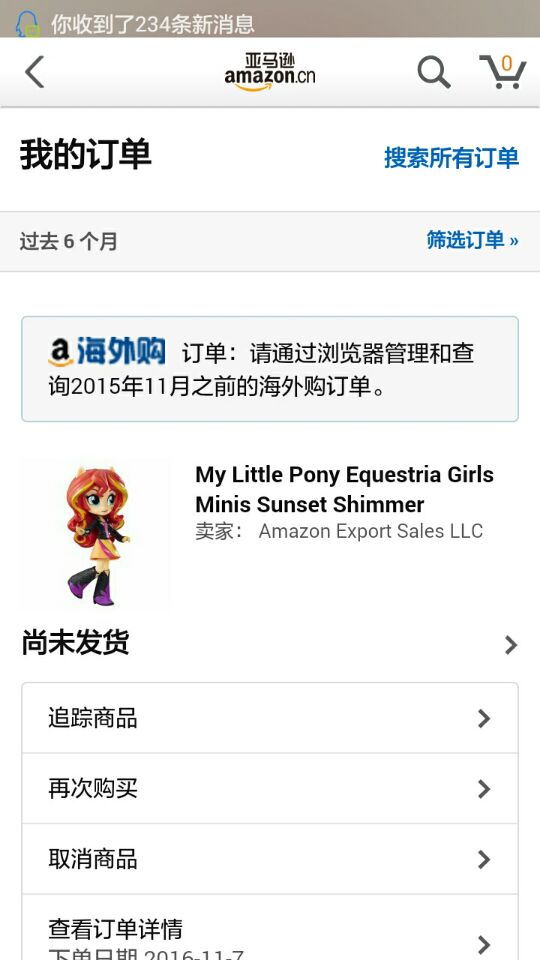 你收到了234条新消息
亚马逊
amazon.cn
0
我的订单
搜索所有订单
过去 6 个月
筛选订单 »
a海外购 订单：请通过浏览器管理和查
询2015年11月之前的海外购订单。
My Little Pony Equestria Girls
Minis Sunset Shimmer
卖家： Amazon Export Sales LLC
尚未发货
追踪商品
再次购买
取消商品
查看订单详情
下单日期 2016-11-7